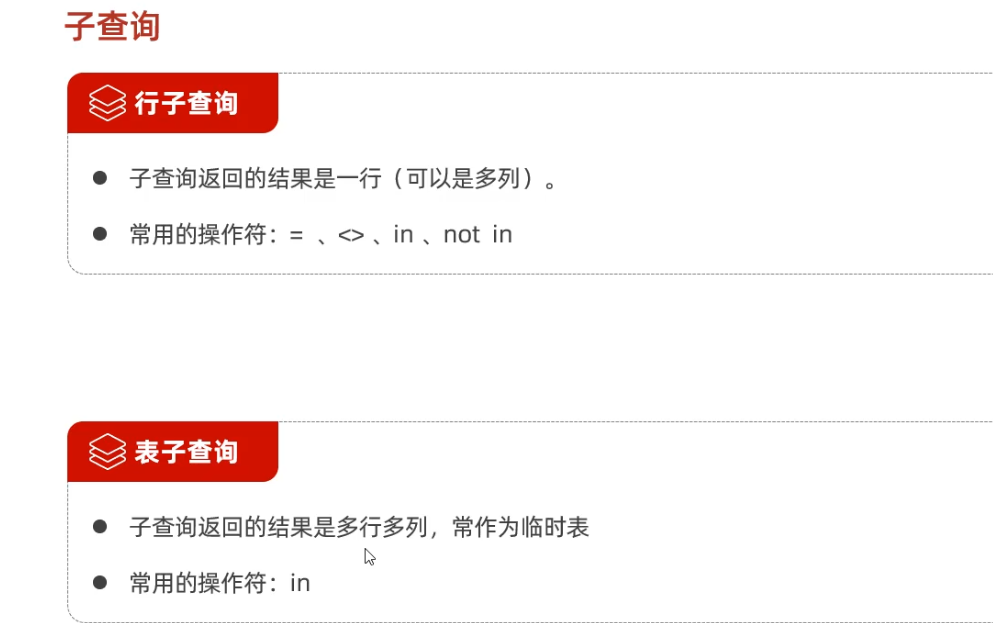 子查询
行子查询
子查询返回的结果是一行（可以是多列）。
常用的操作符：= 、<> 、in 、not in
表子查询
子查询返回的结果是多行多列，常作为临时表
常用的操作符：in